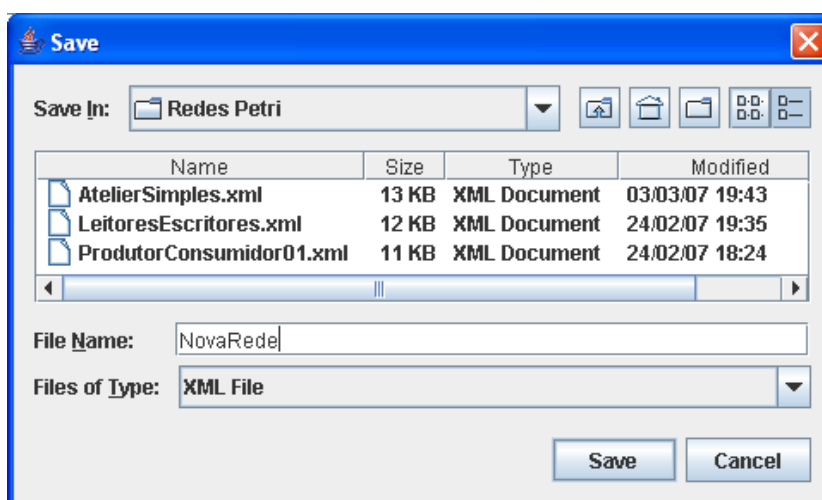 Save
Save In: Redes Petri
Name Size Type Modified
AtelierSimples.xml 13 KB XML Document 03/03/07 19:43
LeitoresEscritores.xml 12 KB XML Document 24/02/07 19:35
ProdutorConsumidor01.xml 11 KB XML Document 24/02/07 18:24
File Name: NovaRede
Files of Type: XML File
Save Cancel